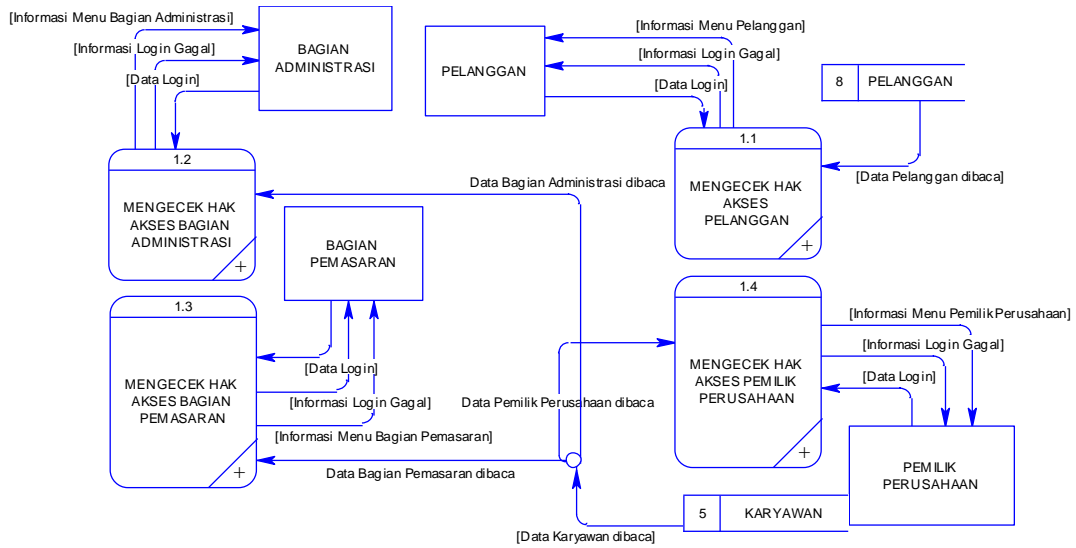 [Informasi Menu Bagian Administrasi]
[Informasi Login Gagal]
[Data Login]
BAGIAN
ADMINISTRASI
PELANGGAN
[Informasi Menu Pelanggan]
[Informasi Login Gagal]
[Data Login]
8 PELANGGAN
1.2
MENGECEK HAK
AKSES BAGIAN
ADMINISTRASI
+
1.1
MENGECEK HAK
AKSES
PELANGGAN
+
[Data Pelanggan dibaca]
Data Bagian Administrasi dibaca
BAGIAN
PEMASARAN
1.3
MENGECEK HAK
AKSES BAGIAN
PEMASARAN
+
[Data Login]
[Informasi Login Gagal]
[Informasi Menu Bagian Pemasaran]
Data Bagian Pemasaran dibaca
Data Pemilik Perusahaan dibaca
1.4
MENGECEK HAK
AKSES PEMILIK
PERUSAHAAN
+
[Informasi Menu Pemilik Perusahaan]
[Informasi Login Gagal]
[Data Login]
PEMILIK
PERUSAHAAN
5 KARYAWAN
[Data Karyawan dibaca]